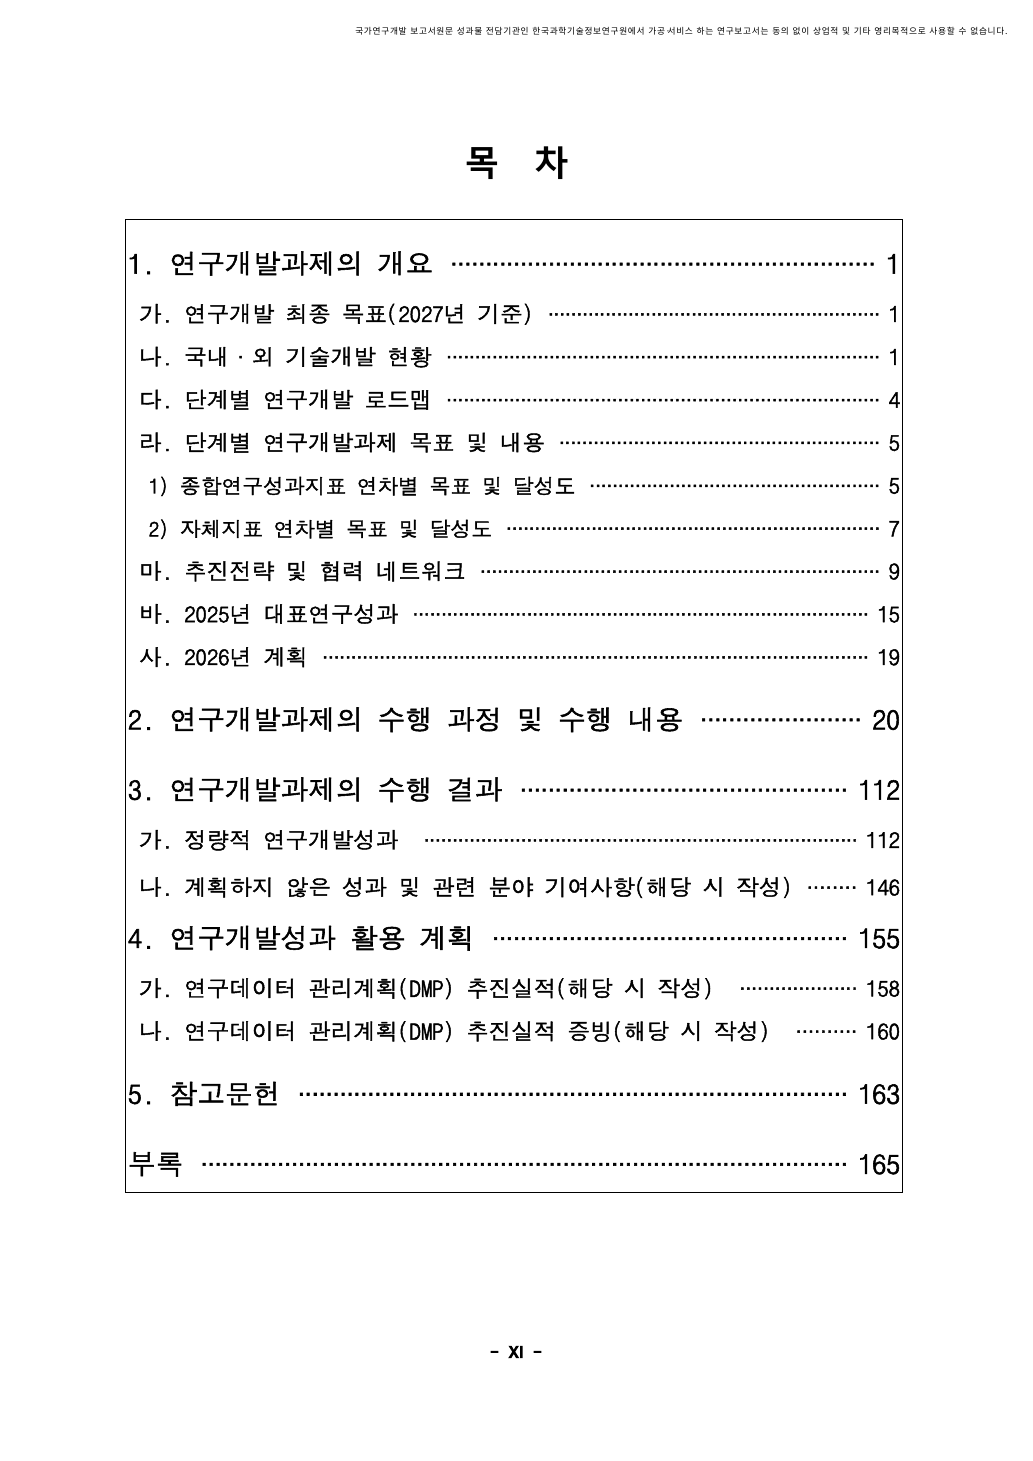 국가연구개발 보고서원문 성과물 전담기관인 한국과학기술정보연구원에서 가공·서비스 하는 연구보고서는 동의 없이 상업적 및 기타 영리목적으로 사용할 수 없습니다.
목 차
1. 연구개발과제의 개요 ································ 1
가. 연구개발 최종 목표(2027년 기준) ································ 1
나. 국내·외 기술개발 현황 ································ 1
다. 단계별 연구개발 로드맵 ································ 4
라. 단계별 연구개발과제 목표 및 내용 ································ 5
1) 종합연구성과지표 연차별 목표 및 달성도 ································ 5
2) 자체지표 연차별 목표 및 달성도 ································ 7
마. 추진전략 및 협력 네트워크 ································ 9
바. 2025년 대표연구성과 ································ 15
사. 2026년 계획 ································ 19
2. 연구개발과제의 수행 과정 및 수행 내용 ······················· 20
3. 연구개발과제의 수행 결과 ································ 112
가. 정량적 연구개발성과 ································ 112
나. 계획하지 않은 성과 및 관련 분야 기여사항(해당 시 작성) ········ 146
4. 연구개발성과 활용 계획 ································ 155
가. 연구데이터 관리계획(DMP) 추진실적(해당 시 작성) ···················· 158
나. 연구데이터 관리계획(DMP) 추진실적 증빙(해당 시 작성) ·········· 160
5. 참고문헌 ································ 163
부록 ································ 165
- XI -